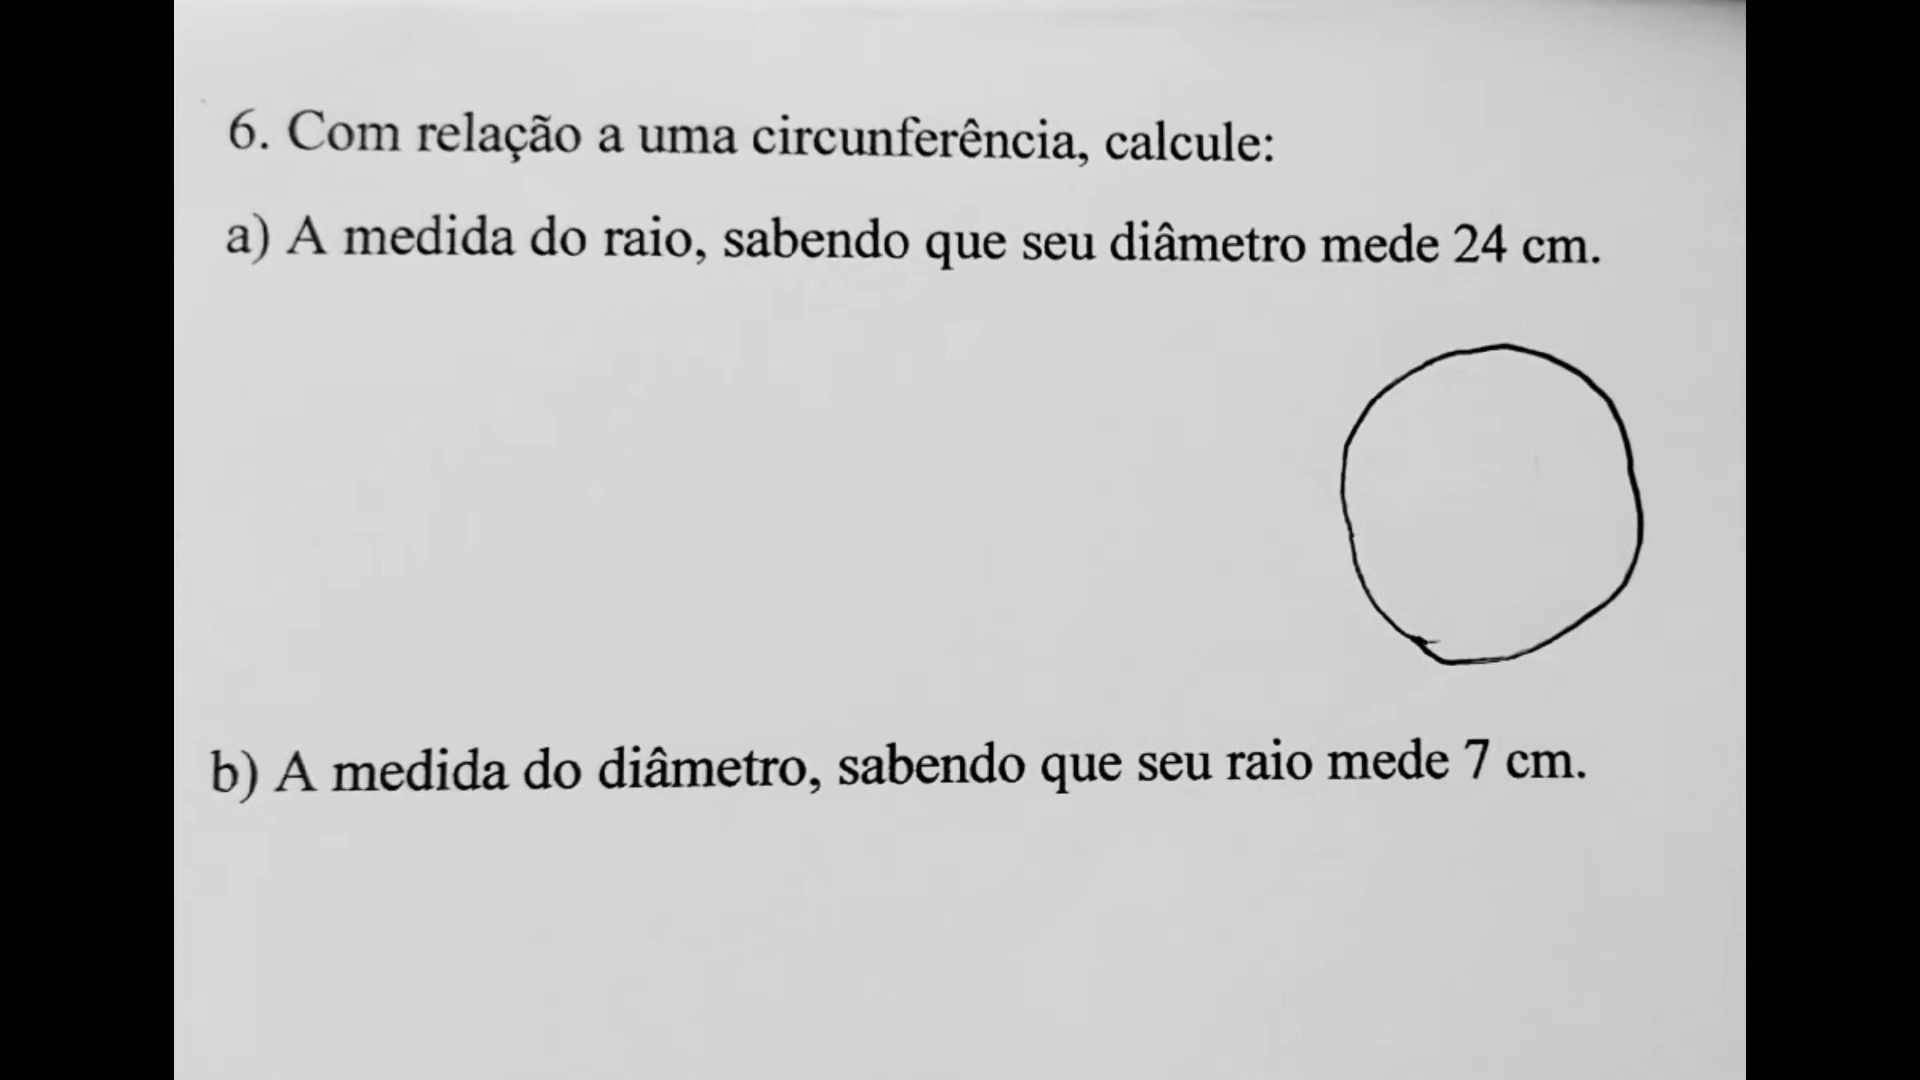 6. Com relação a uma circunferência, calcule:
a) A medida do raio, sabendo que seu diâmetro mede 24 cm.
b) A medida do diâmetro, sabendo que seu raio mede 7 cm.